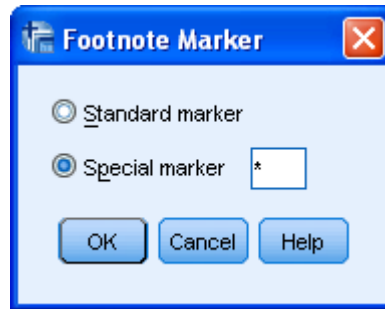 Footnote Marker
Standard marker
Special marker *
OK Cancel Help